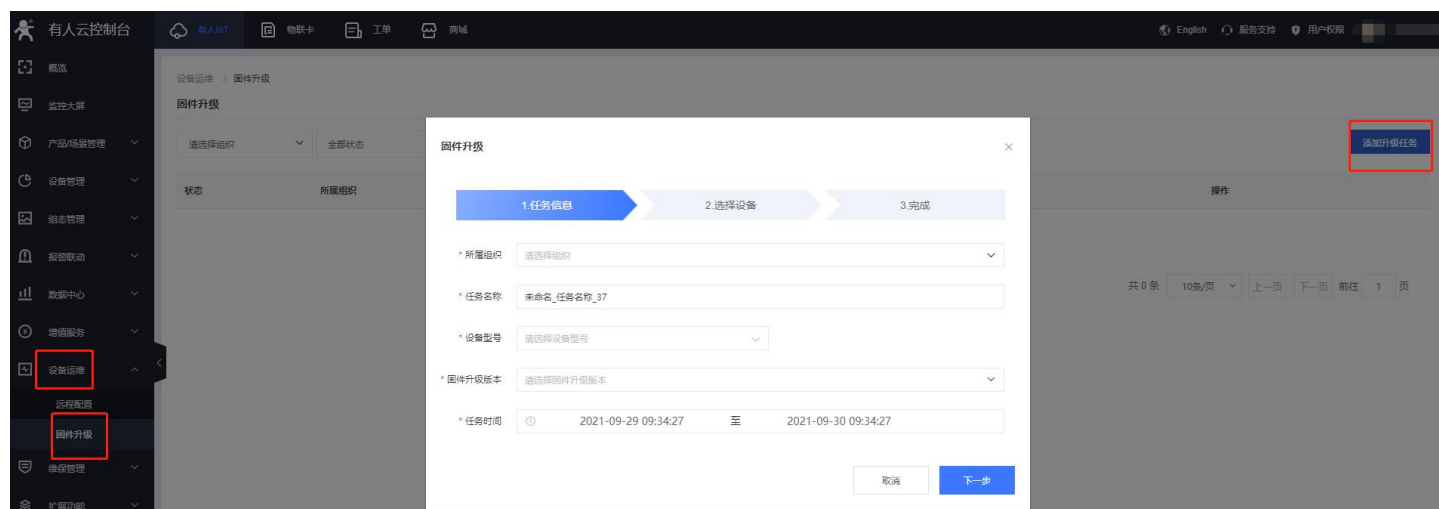 有人云控制台
有人IoT
物联卡
工单
商城
English
服务支持
用户权限
概览
监控大屏
产品/场景管理
设备管理
组态管理
报警联动
数据中心
增值服务
设备运维
远程配置
固件升级
维保管理
扩展功能
设备运维 > 固件升级
固件升级
请选择组织
全部状态
添加升级任务
状态
所属组织
操作
共 0 条 10条/页 上一页 下一页 前往 1 页
固件升级
1.任务信息
2.选择设备
3.完成
* 所属组织 请选择组织
* 任务名称 未命名_任务名称_37
* 设备型号 请选择设备型号
* 固件升级版本 请选择固件升级版本
* 任务时间 2021-09-29 09:34:27 至 2021-09-30 09:34:27
取消
下一步